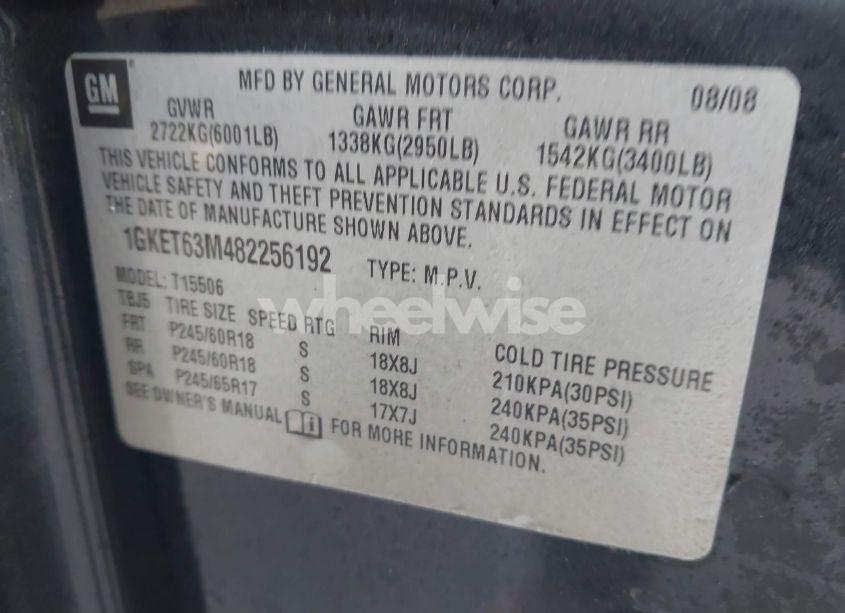 GM
MFD BY GENERAL MOTORS CORP. 08/08
GVWR GAWR FRT GAWR RR
2722KG(6001LB) 1338KG(2950LB) 1542KG(3400LB)
THIS VEHICLE CONFORMS TO ALL APPLICABLE U.S. FEDERAL MOTOR
VEHICLE SAFETY AND THEFT PREVENTION STANDARDS IN EFFECT ON
THE DATE OF MANUFACTURE SHOWN ABOVE.
1GKET63M482256192 TYPE: M.P.V.
MODEL: T15506
wheelwise
TBJ5 TIRE SIZE SPEED RTG RIM COLD TIRE PRESSURE
FRT P245/60R18 S 18X8J 210KPA(30PSI)
RR P245/60R18 S 18X8J 240KPA(35PSI)
SPA P245/65R17 S 17X7J 240KPA(35PSI)
SEE OWNER'S MANUAL i FOR MORE INFORMATION.